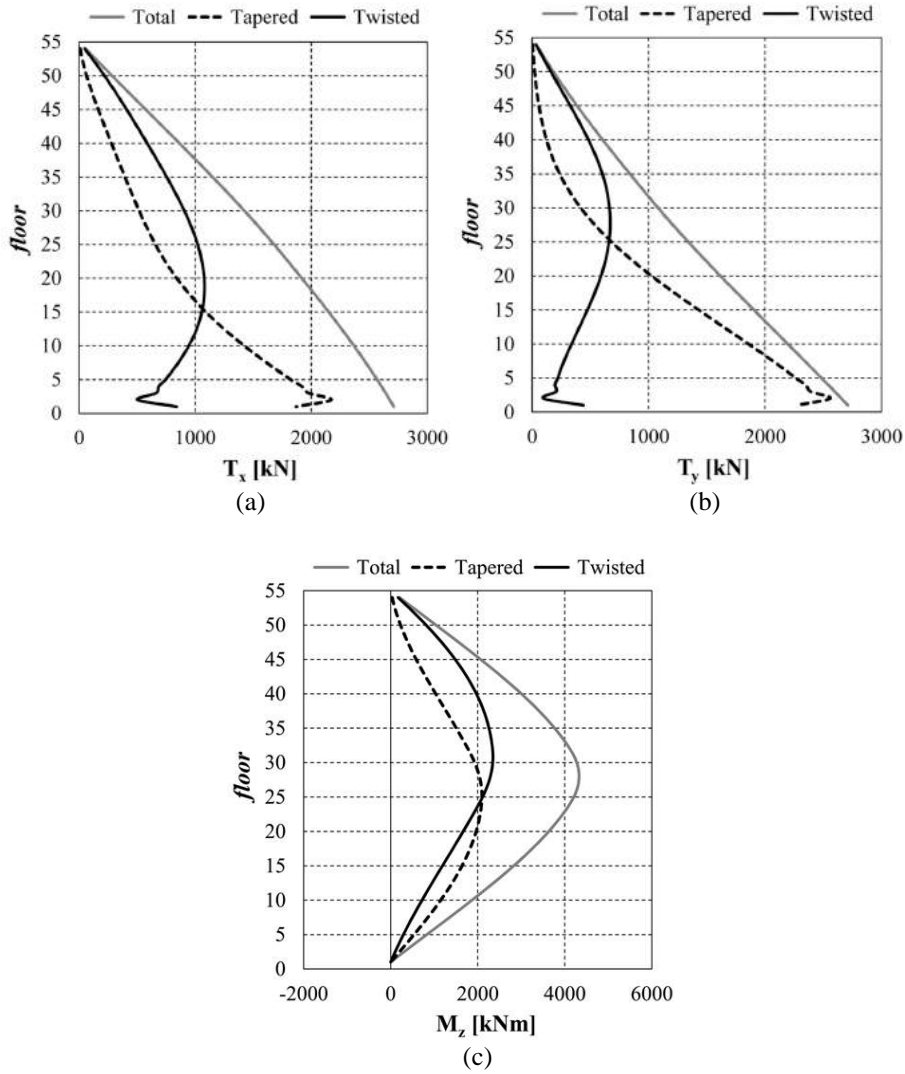 Total Tapered Twisted
55
50
45
40
35
30
25
20
15
10
5
0
floor
0 1000 2000 3000
T_x [kN]
(a)
Total Tapered Twisted
55
50
45
40
35
30
25
20
15
10
5
0
floor
0 1000 2000 3000
T_y [kN]
(b)
Total Tapered Twisted
55
50
45
40
35
30
25
20
15
10
5
0
floor
-2000 0 2000 4000 6000
M_z [kNm]
(c)